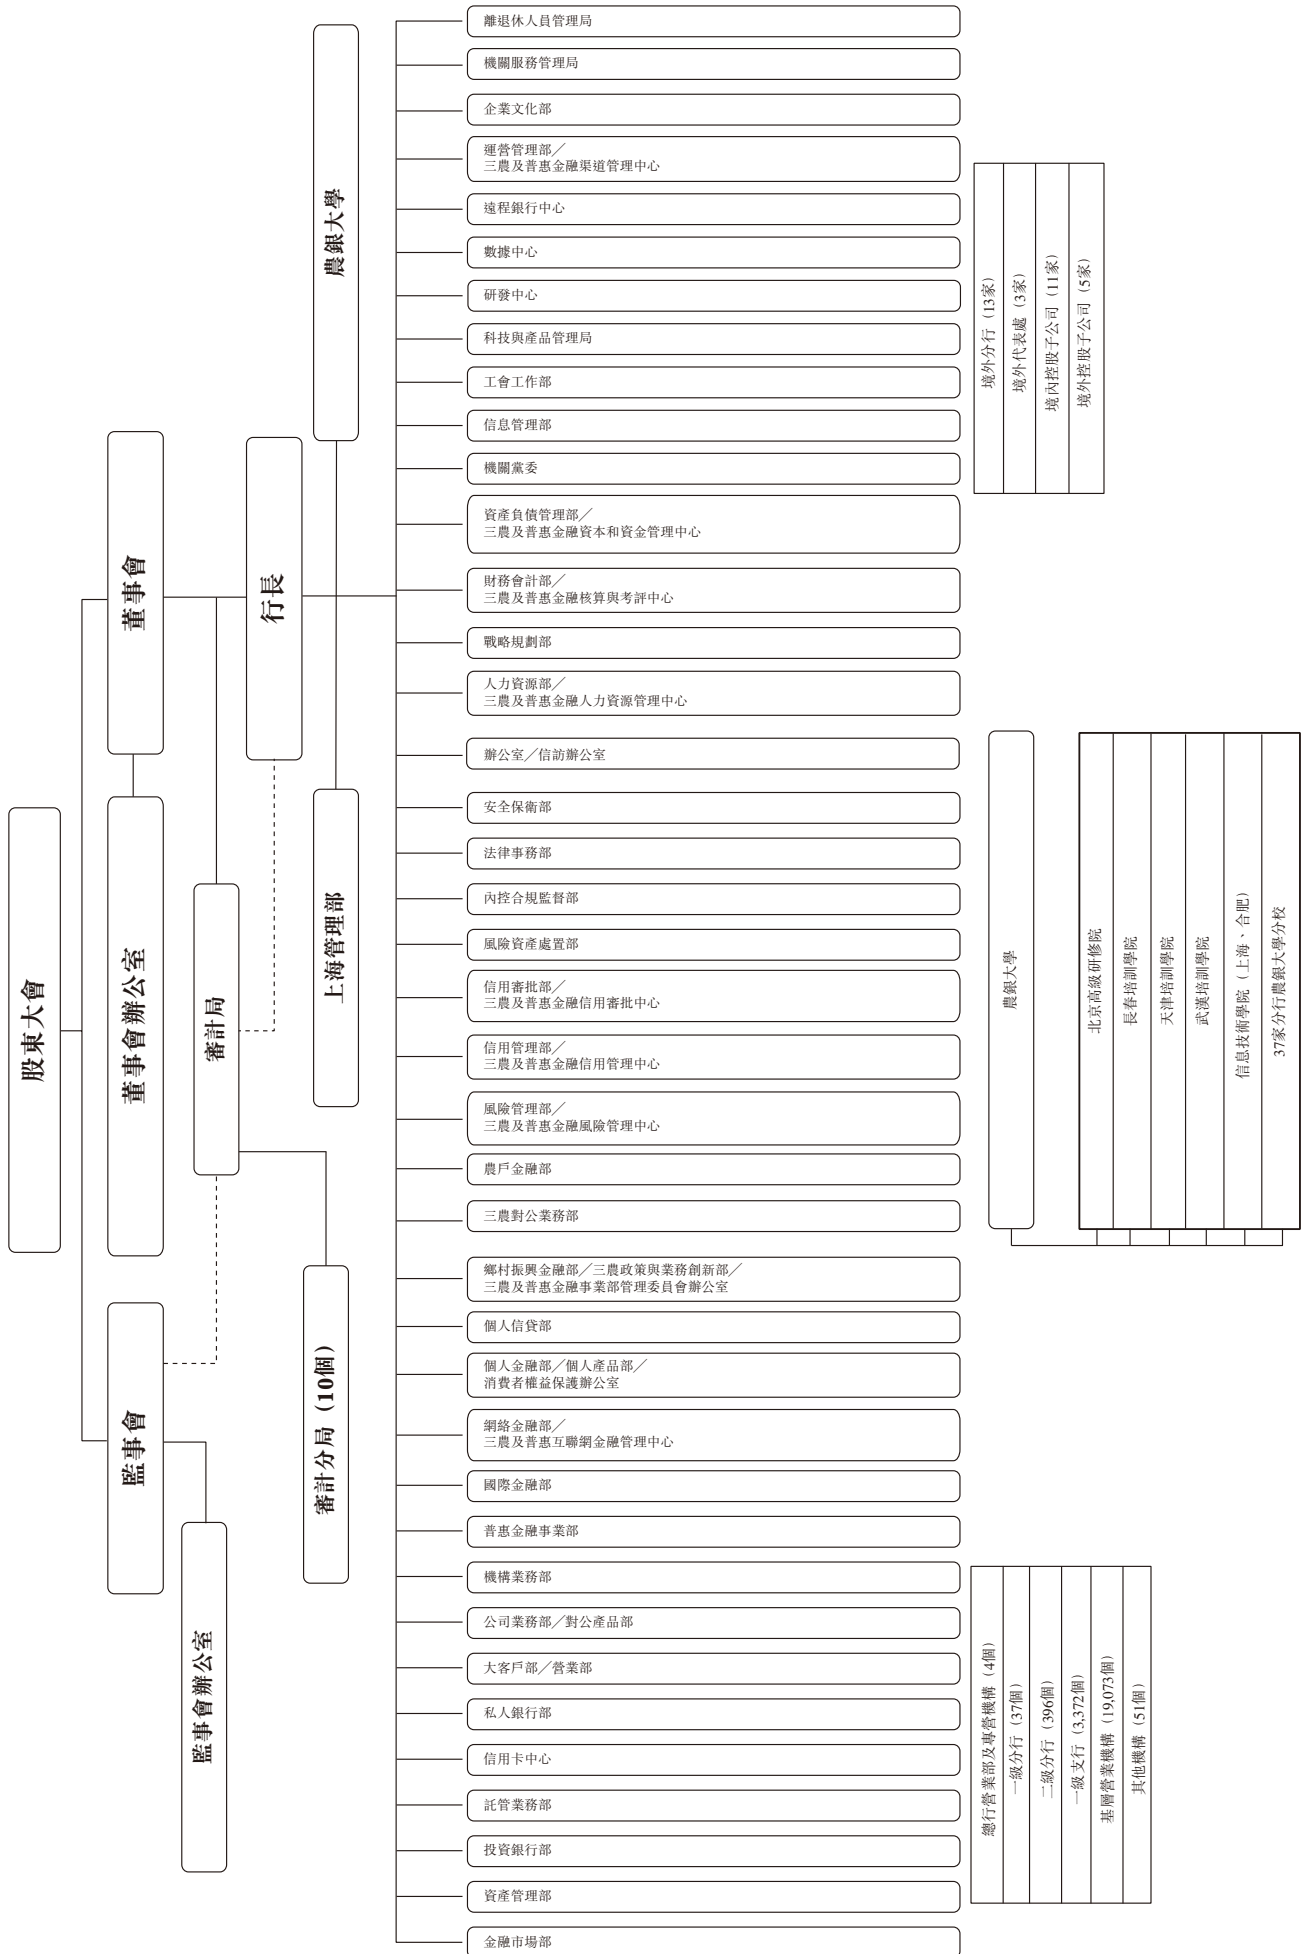 股東大會
董事會
監事會
董事會辦公室
監事會辦公室
審計局
行長
審計分局（10個）
上海管理部
農銀大學
離退休人員管理局
機關服務管理局
企業文化部
運營管理部／
三農及普惠金融渠道管理中心
遠程銀行中心
數據中心
研發中心
科技與產品管理局
工會工作部
信息管理部
機關黨委
資產負債管理部／
三農及普惠金融資本和資金管理中心
財務會計部／
三農及普惠金融核算與考評中心
戰略規劃部
人力資源部／
三農及普惠金融人力資源管理中心
辦公室／信訪辦公室
安全保衛部
法律事務部
內控合規監督部
風險資產處置部
信用審批部／
三農及普惠金融信用審批中心
信用管理部／
三農及普惠金融信用管理中心
風險管理部／
三農及普惠金融風險管理中心
農戶金融部
三農對公業務部
鄉村振興金融部／三農政策與業務創新部／
三農及普惠金融事業部管理委員會辦公室
個人信貸部
個人金融部／個人產品部／
消費者權益保護辦公室
網絡金融部／
三農及普惠互聯網金融管理中心
國際金融部
普惠金融事業部
機構業務部
公司業務部／對公產品部
大客戶部／營業部
私人銀行部
信用卡中心
託管業務部
投資銀行部
資產管理部
金融市場部
境外分行（13家）
境外代表處（3家）
境內控股子公司（11家）
境外控股子公司（5家）
農銀大學
北京高級研修院
長春培訓學院
天津培訓學院
武漢培訓學院
信息技術學院（上海、合肥）
37家分行農銀大學分校
總行營業部及專營機構（4個）
一級分行（37個）
二級分行（396個）
一級支行（3,372個）
基層營業機構（19,073個）
其他機構（51個）